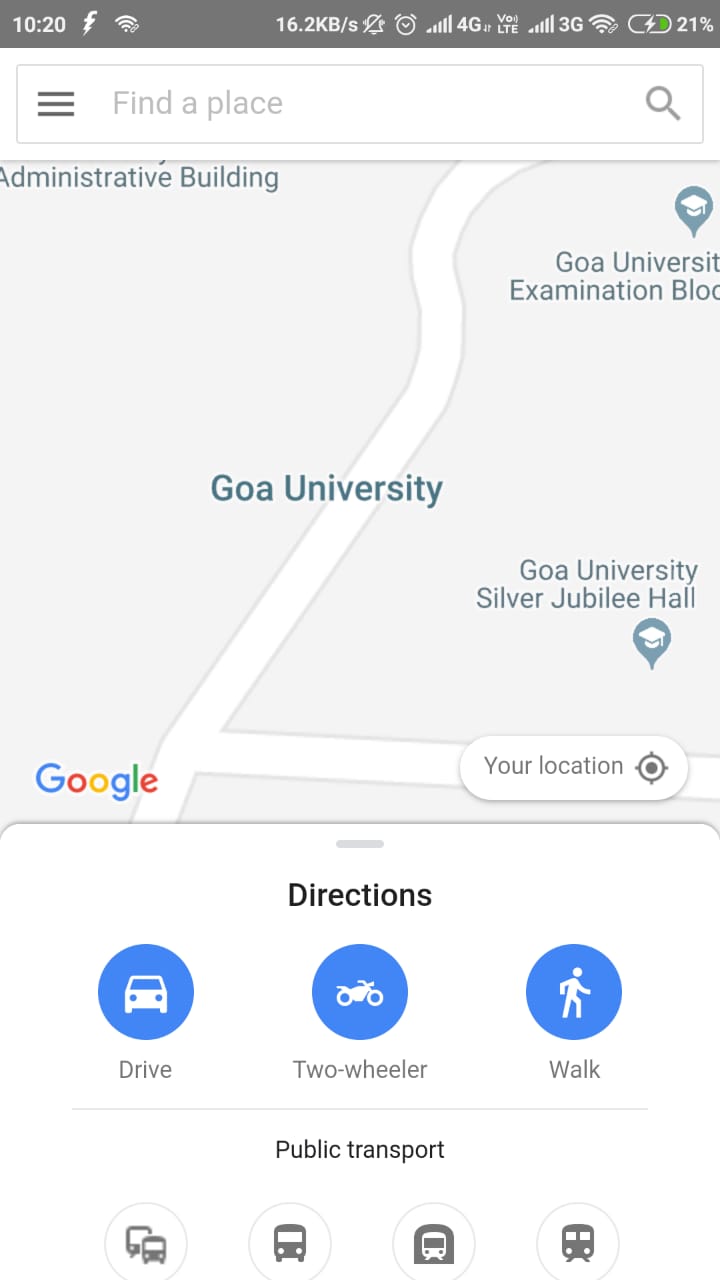 10:20 16.2KB/s 4G Vo) LTE 3G 21%
Find a place
Administrative Building
Goa Universit
Examination Bloc
Goa University
Goa University
Silver Jubilee Hall
Google
Your location
Directions
Drive Two-wheeler Walk
Public transport